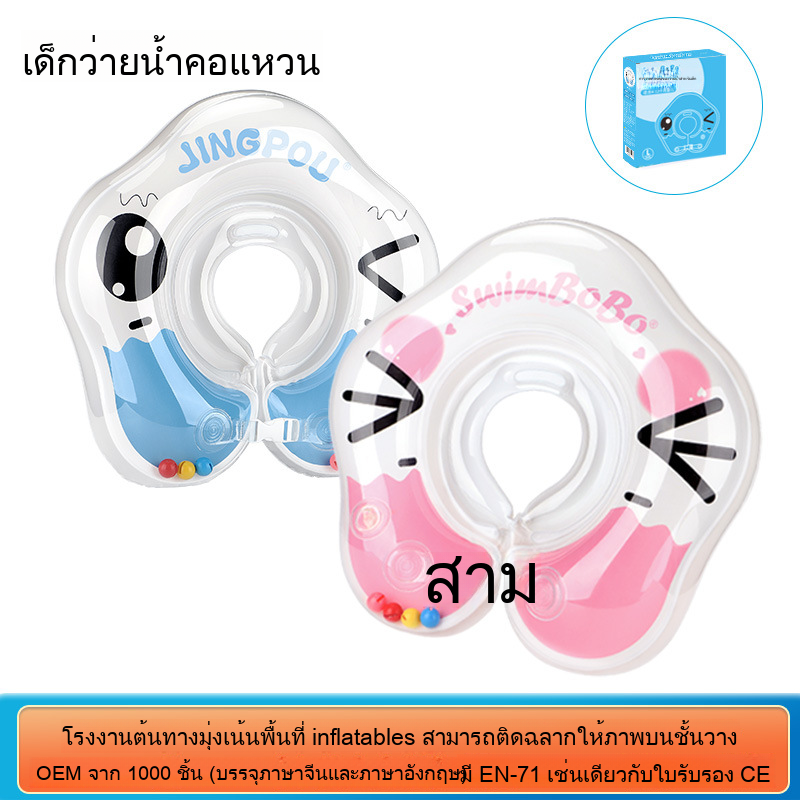 เด็กว่ายน้ำคอแหวน
JINGPOU®
SwimBoBo®
สาม
โรงงานต้นทางมุ่งเน้นพื้นที่ inflatables สามารถติดฉลากให้ภาพบนชั้นวาง
OEM จาก 1000 ชิ้น (บรรจุภาษาจีนและภาษาอังกฤษ)มี EN-71 เช่นเดียวกับใบรับรอง CE